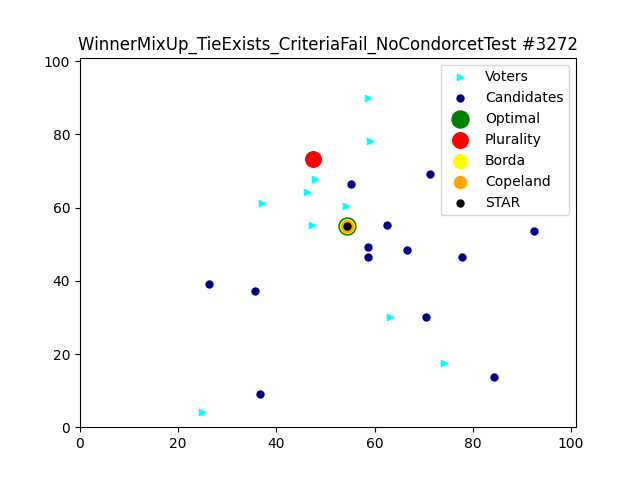 WinnerMixUp_TieExists_CriteriaFail_NoCondorcetTest #3272
Voters
Candidates
Optimal
Plurality
Borda
Copeland
STAR
100
80
60
40
20
0
0 20 40 60 80 100